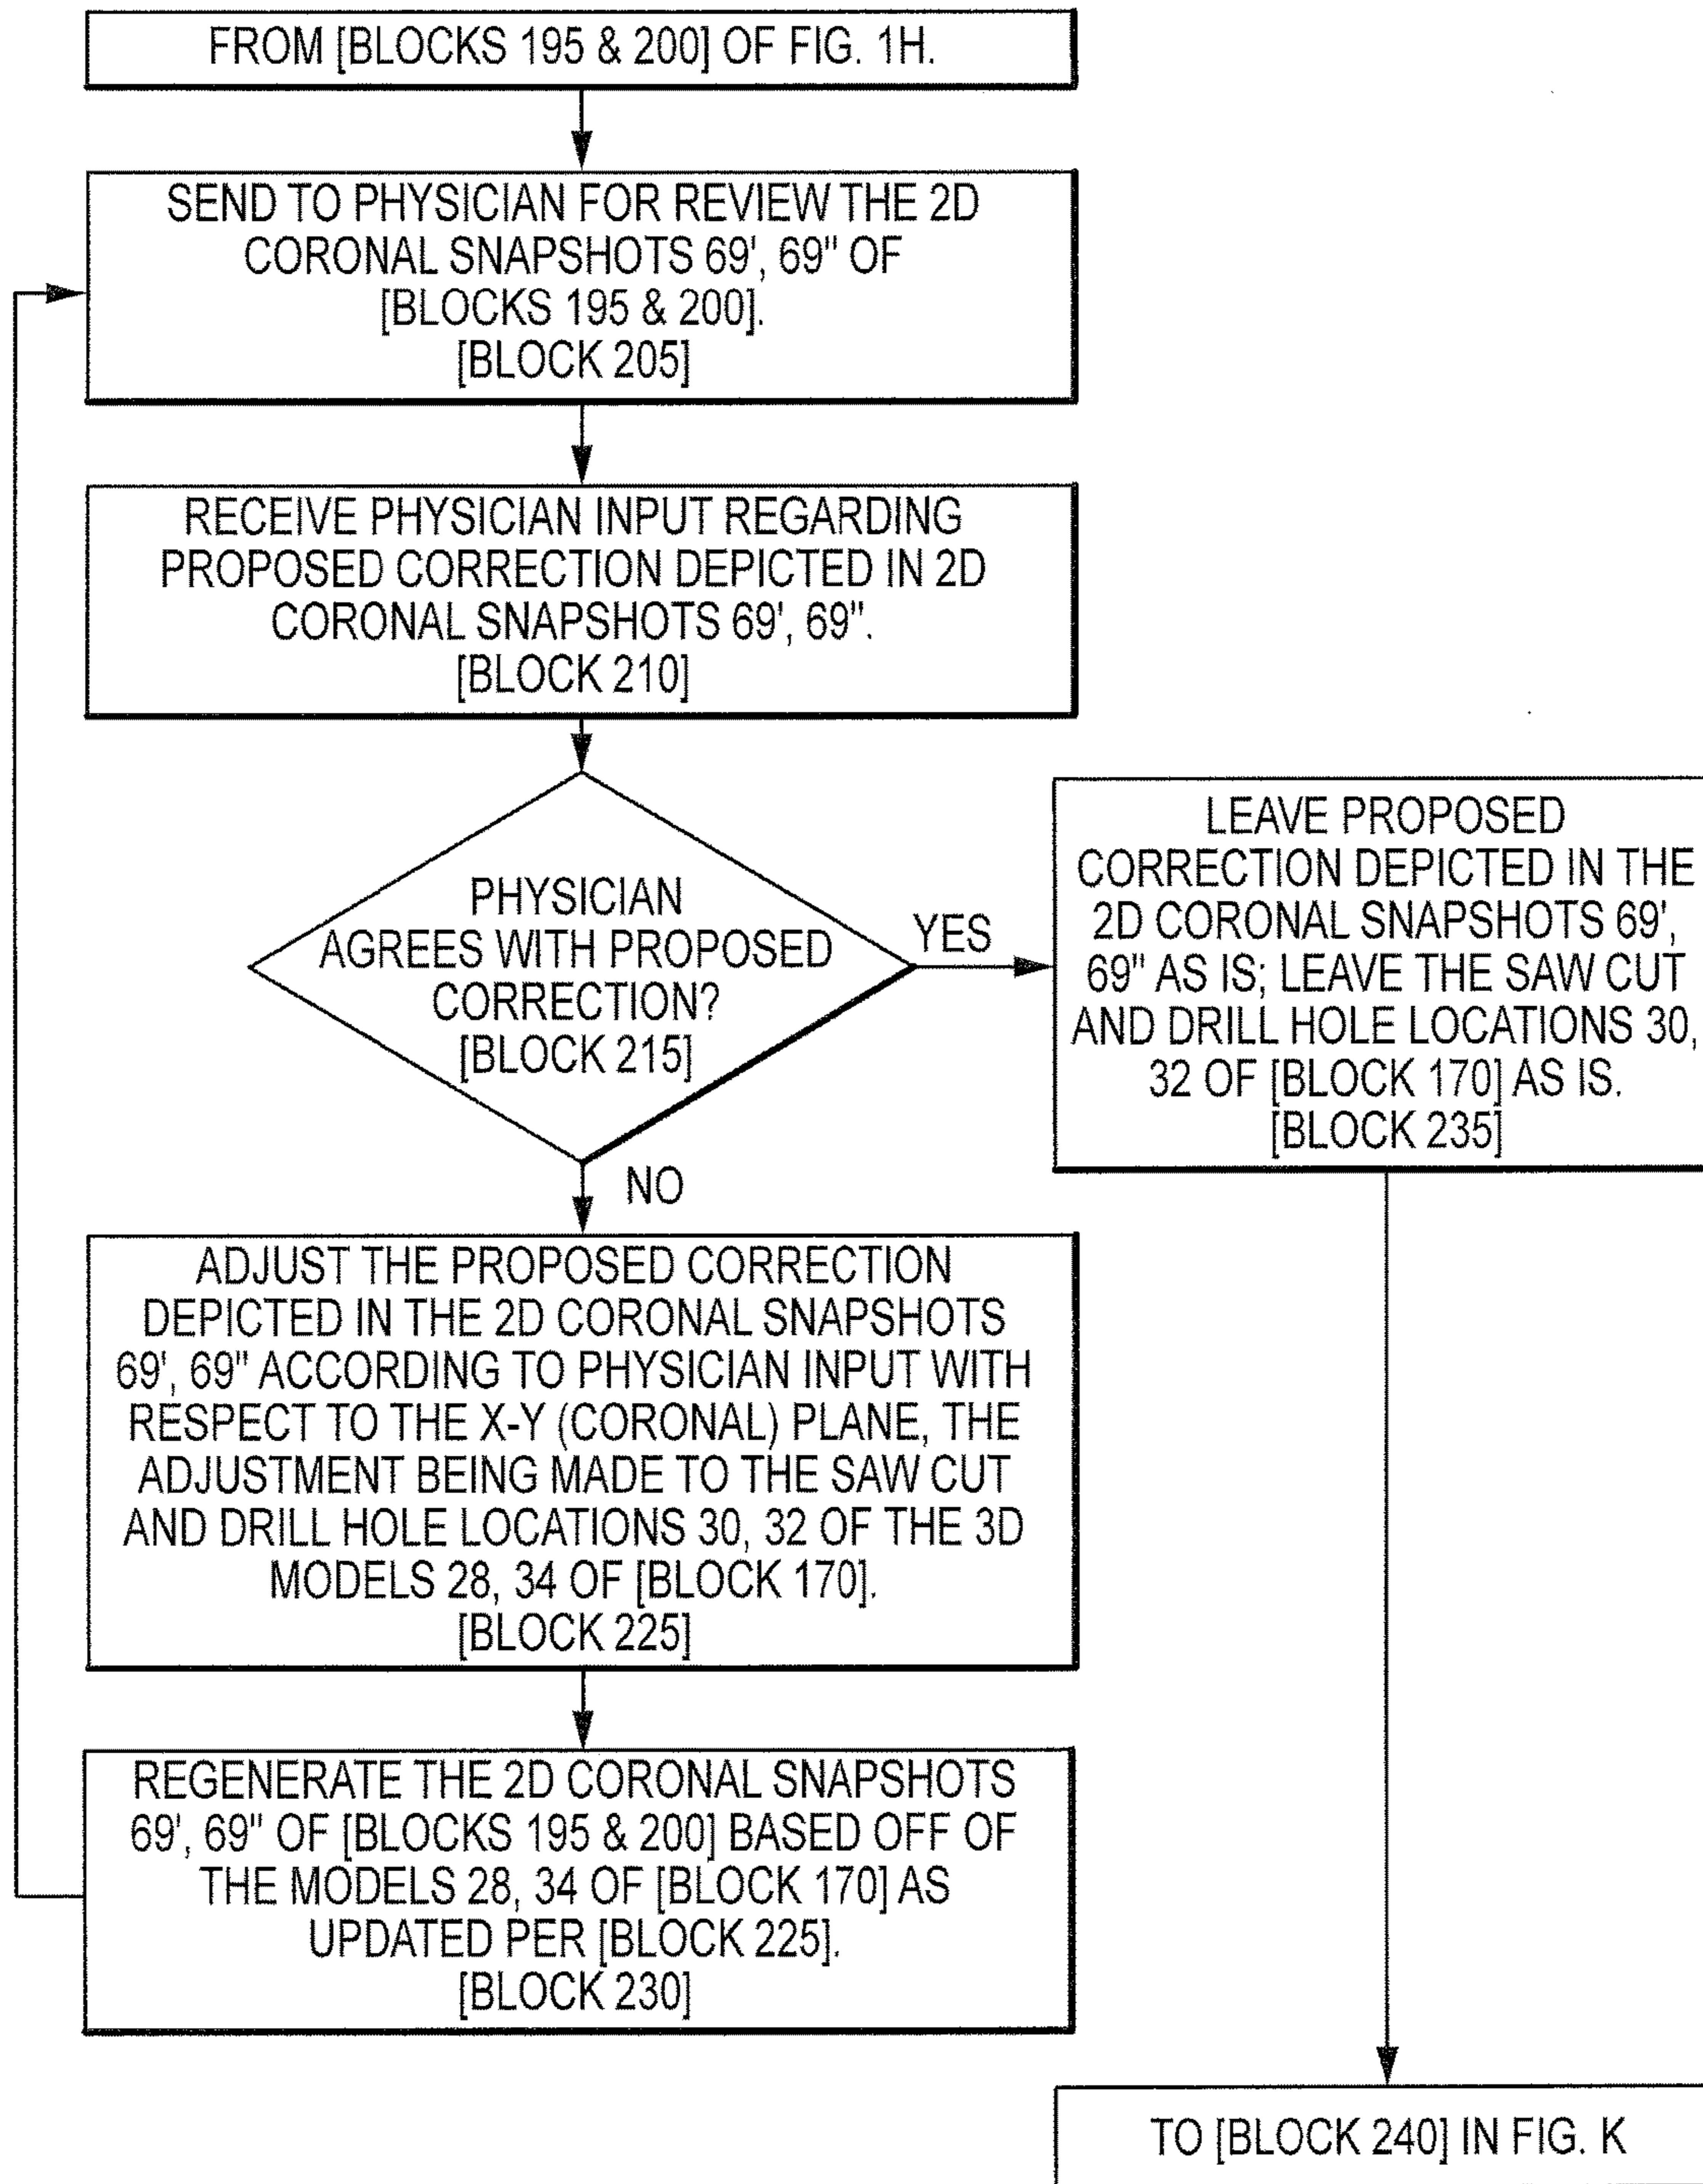 FROM [BLOCKS 195 & 200] OF FIG. 1H.
SEND TO PHYSICIAN FOR REVIEW THE 2D
CORONAL SNAPSHOTS 69', 69" OF
[BLOCKS 195 & 200].
[BLOCK 205]
RECEIVE PHYSICIAN INPUT REGARDING
PROPOSED CORRECTION DEPICTED IN 2D
CORONAL SNAPSHOTS 69', 69".
[BLOCK 210]
PHYSICIAN
AGREES WITH PROPOSED
CORRECTION?
[BLOCK 215]
YES
LEAVE PROPOSED
CORRECTION DEPICTED IN THE
2D CORONAL SNAPSHOTS 69',
69" AS IS; LEAVE THE SAW CUT
AND DRILL HOLE LOCATIONS 30,
32 OF [BLOCK 170] AS IS.
[BLOCK 235]
NO
ADJUST THE PROPOSED CORRECTION
DEPICTED IN THE 2D CORONAL SNAPSHOTS
69', 69" ACCORDING TO PHYSICIAN INPUT WITH
RESPECT TO THE X-Y (CORONAL) PLANE, THE
ADJUSTMENT BEING MADE TO THE SAW CUT
AND DRILL HOLE LOCATIONS 30, 32 OF THE 3D
MODELS 28, 34 OF [BLOCK 170].
[BLOCK 225]
REGENERATE THE 2D CORONAL SNAPSHOTS
69', 69" OF [BLOCKS 195 & 200] BASED OFF OF
THE MODELS 28, 34 OF [BLOCK 170] AS
UPDATED PER [BLOCK 225].
[BLOCK 230]
TO [BLOCK 240] IN FIG. K